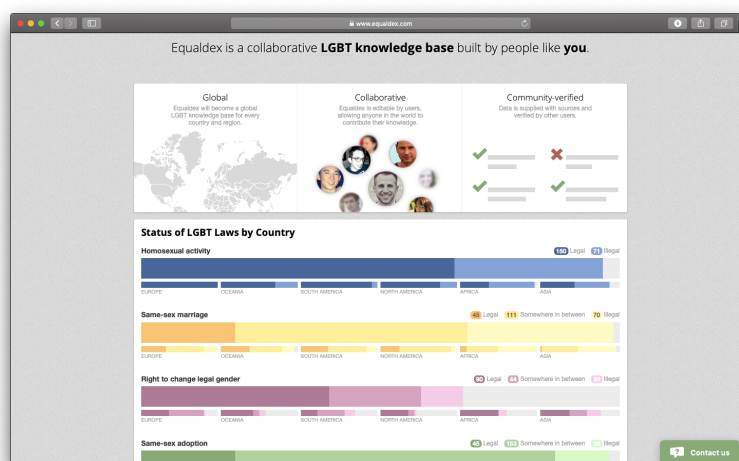 www.equaldex.com
Equaldex is a collaborative LGBT knowledge base built by people like you.
Global
Equaldex will become a global
LGBT knowledge base for every
country and region.
Collaborative
Equaldex is editable by users,
allowing anyone in the world to
contribute their knowledge.
Community-verified
Data is supplied with sources and
verified by other users.
Status of LGBT Laws by Country
Homosexual activity
150 Legal 71 Illegal
EUROPE OCEANIA SOUTH AMERICA NORTH AMERICA AFRICA ASIA
Same-sex marriage
45 Legal 111 Somewhere in between 70 Illegal
EUROPE OCEANIA SOUTH AMERICA NORTH AMERICA AFRICA ASIA
Right to change legal gender
90 Legal 44 Somewhere in between Illegal
EUROPE OCEANIA SOUTH AMERICA NORTH AMERICA AFRICA ASIA
Same-sex adoption
45 Legal 153 Somewhere in between Illegal
Contact us